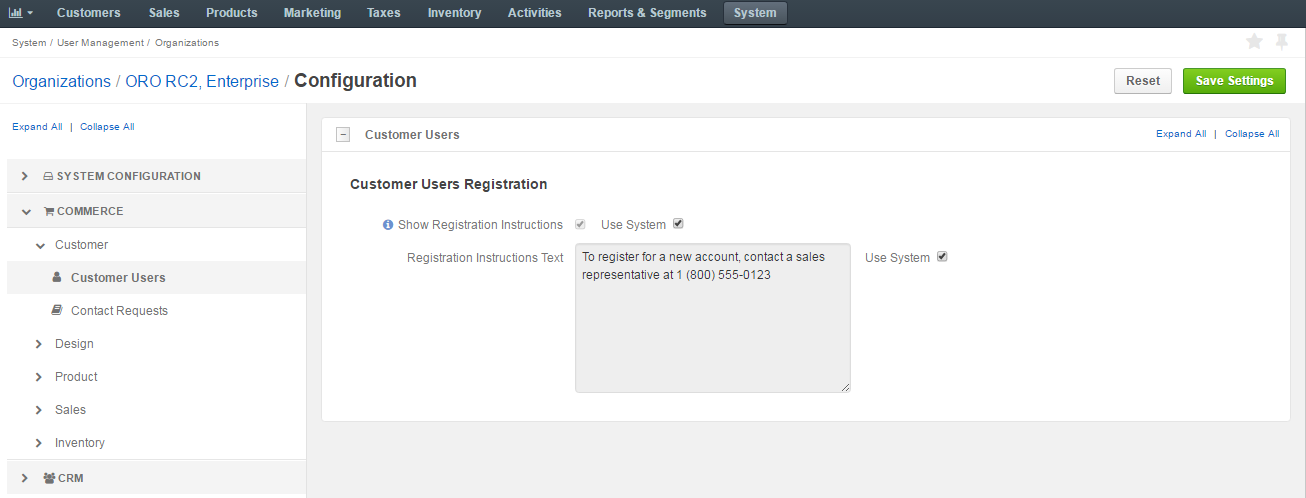 Customers Sales Products Marketing Taxes Inventory Activities Reports & Segments System
System / User Management / Organizations
Organizations / ORO RC2, Enterprise / Configuration
Reset Save Settings
Expand All | Collapse All
SYSTEM CONFIGURATION
COMMERCE
Customer
Customer Users
Contact Requests
Design
Product
Sales
Inventory
CRM
Customer Users
Expand All | Collapse All
Customer Users Registration
Show Registration Instructions Use System
Registration Instructions Text
To register for a new account, contact a sales
representative at 1 (800) 555-0123
Use System